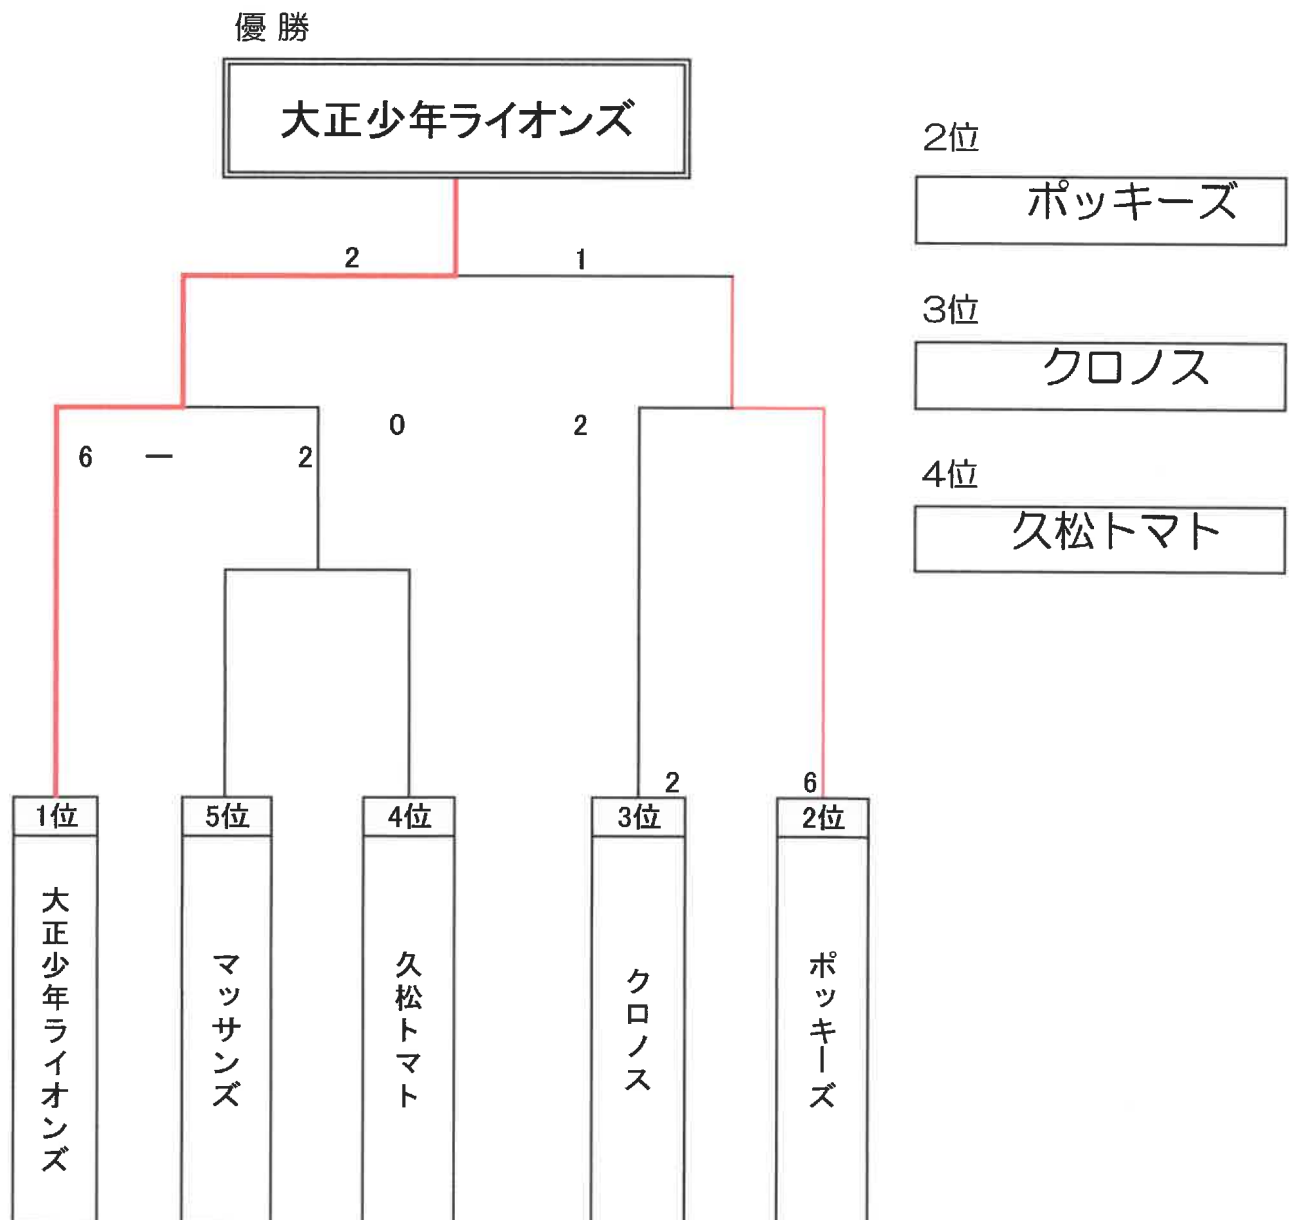 優勝
大正少年ライオンズ
2位
ポッキーズ
2 1
3位
クロノス
0 2
6 ー 2
4位
久松トマト
2 6
1位 5位 4位 3位 2位
大正少年ライオンズ
マッサンズ
久松トマト
クロノス
ポッキーズ